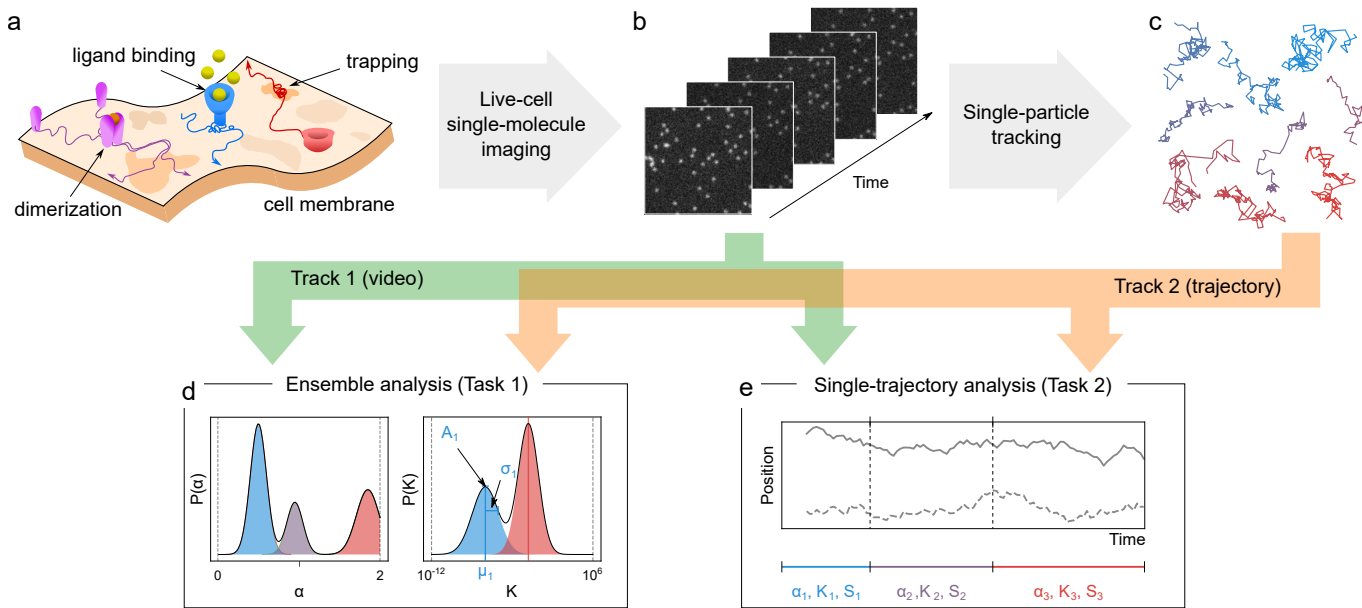 a
ligand binding
trapping
dimerization
cell membrane
Live-cell
single-molecule
imaging
b
Time
Single-particle
tracking
c
Track 1 (video)
Track 2 (trajectory)
d
Ensemble analysis (Task 1)
P(α)
0
2
α
P(K)
A₁
σ₁
μ₁
10⁻¹²
10⁶
K
e
Single-trajectory analysis (Task 2)
Position
Time
α₁, K₁, S₁
α₂,K₂, S₂
α₃, K₃, S₃